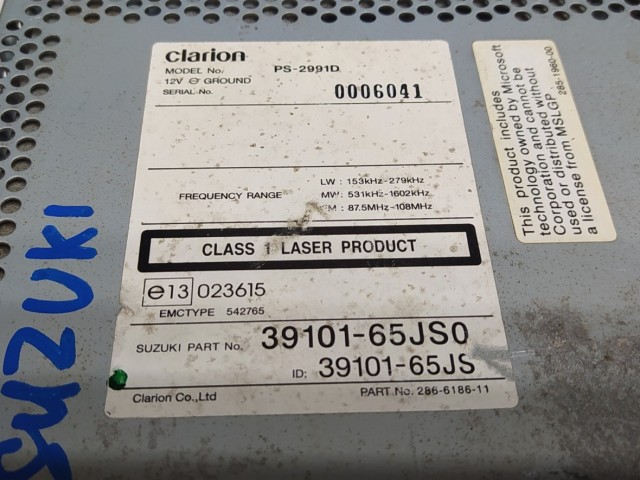 clarion
MODEL No. PS-2991D
12V ⊖ GROUND
SERIAL No. 0006041
FREQUENCY RANGE
LW : 153kHz-279kHz
MW: 531kHz-1602kHz
FM : 87.5MHz-108MHz
CLASS 1 LASER PRODUCT
e13 023615
EMCTYPE 542765
SUZUKI PART No. 39101-65JS0
ID: 39101-65JS
Clarion Co.,Ltd PART No. 286-6186-11
This product includes
technology owned by Microsoft
and cannot be
used or distributed without
a license from MSLGP
285-1960-00
SUZUKI